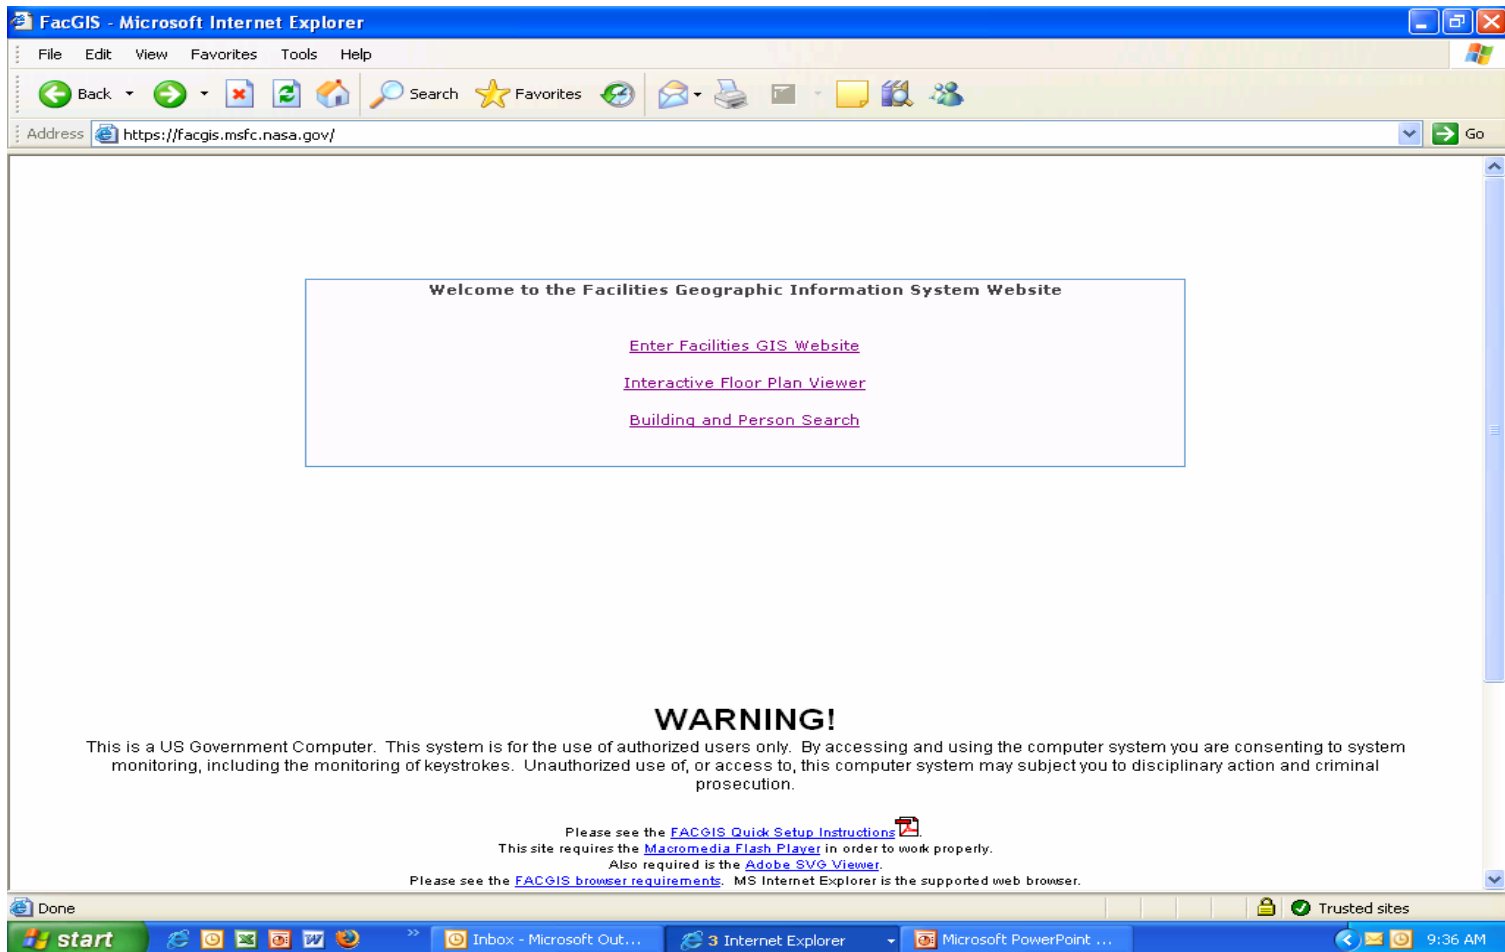 FacGIS - Microsoft Internet Explorer
File Edit View Favorites Tools Help
Back Search Favorites
Address https://facgis.msfc.nasa.gov/ Go
Welcome to the Facilities Geographic Information System Website
Enter Facilities GIS Website
Interactive Floor Plan Viewer
Building and Person Search
WARNING!
This is a US Government Computer. This system is for the use of authorized users only. By accessing and using the computer system you are consenting to system
monitoring, including the monitoring of keystrokes. Unauthorized use of, or access to, this computer system may subject you to disciplinary action and criminal
prosecution.
Please see the FACGIS Quick Setup Instructions.
This site requires the Macromedia Flash Player in order to work properly.
Also required is the Adobe SVG Viewer.
Please see the FACGIS browser requirements. MS Internet Explorer is the supported web browser.
Done Trusted sites
start » Inbox - Microsoft Out... 3 Internet Explorer Microsoft PowerPoint ... 9:36 AM